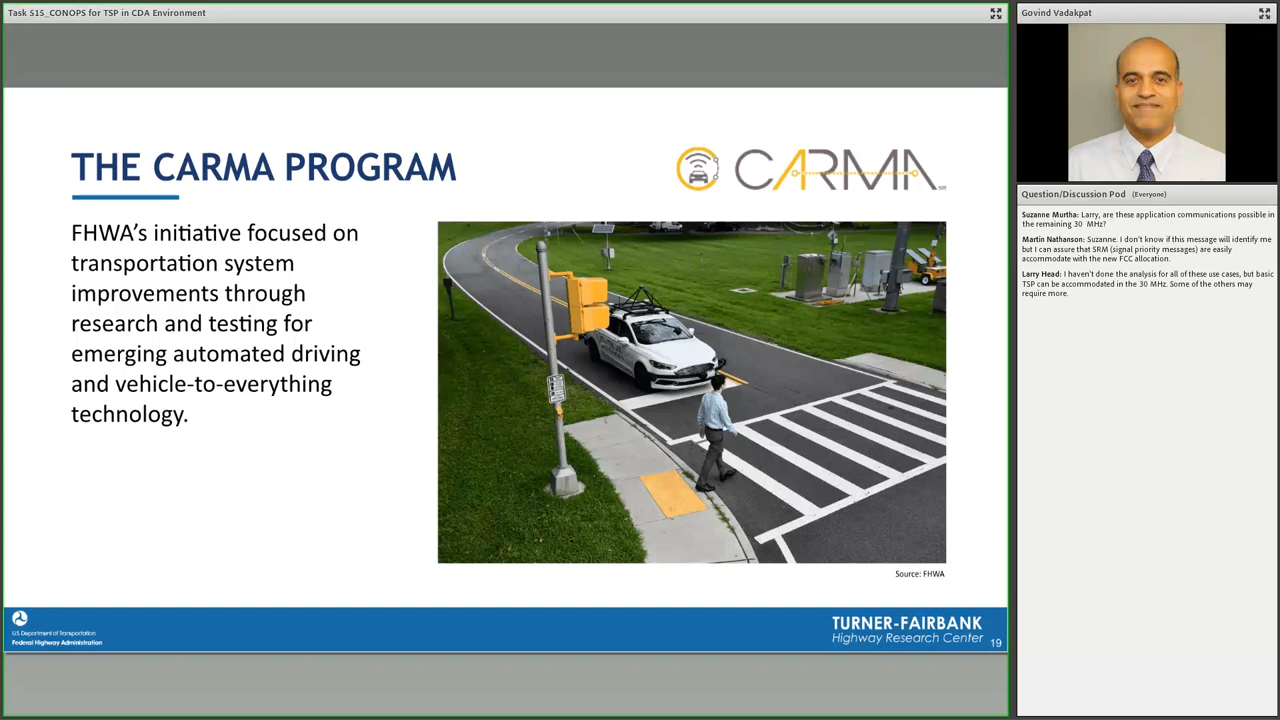 Task 515_CONOPS for TSP in CDA Environment
THE CARMA PROGRAM
CARMA
FHWA's initiative focused on
transportation system
improvements through
research and testing for
emerging automated driving
and vehicle-to-everything
technology.
Source: FHWA
U.S. Department of Transportation
Federal Highway Administration
TURNER-FAIRBANK
Highway Research Center
19
Govind Vadakpat
Question/Discussion Pod (Everyone)
Suzanne Murtha: Larry, are these application communications possible in
the remaining 30 MHz?
Martin Nathanson: Suzanne. I don't know if this message will identify me
but I can assure that SRM (signal priority messages) are easily
accommodate with the new FCC allocation.
Larry Head: I haven't done the analysis for all of these use cases, but basic
TSP can be accommodated in the 30 MHz. Some of the others may
require more.